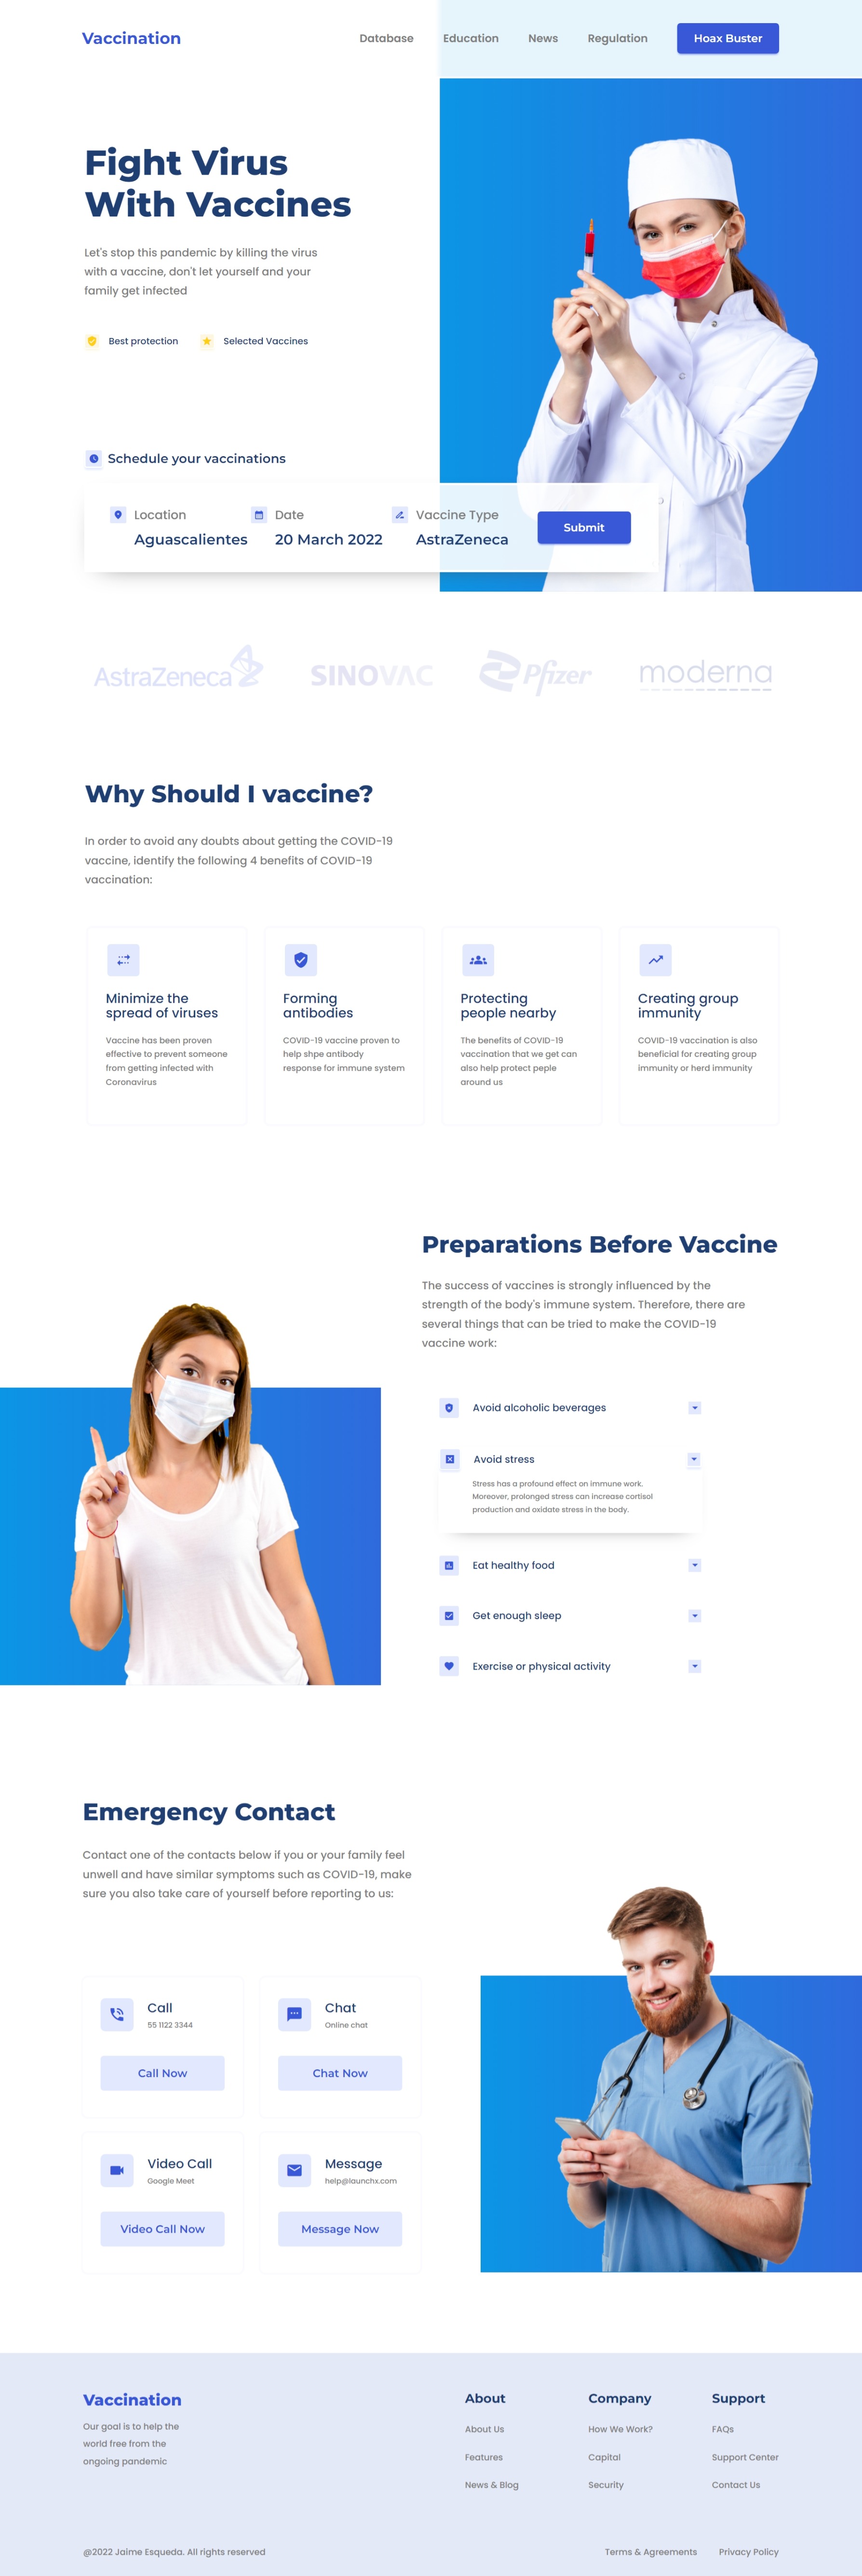 Vaccination
Database Education News Regulation Hoax Buster
Fight Virus
With Vaccines
Let's stop this pandemic by killing the virus
with a vaccine, don't let yourself and your
family get infected
Best protection Selected Vaccines
Schedule your vaccinations
Location Date Vaccine Type
Aguascalientes 20 March 2022 AstraZeneca
Submit
AstraZeneca SINOVAC Pfizer moderna
Why Should I vaccine?
In order to avoid any doubts about getting the COVID-19
vaccine, identify the following 4 benefits of COVID-19
vaccination:
Minimize the
spread of viruses
Vaccine has been proven
effective to prevent someone
from getting infected with
Coronavirus
Forming
antibodies
COVID-19 vaccine proven to
help shpe antibody
response for immune system
Protecting
people nearby
The benefits of COVID-19
vaccination that we get can
also help protect peple
around us
Creating group
immunity
COVID-19 vaccination is also
beneficial for creating group
immunity or herd immunity
Preparations Before Vaccine
The success of vaccines is strongly influenced by the
strength of the body's immune system. Therefore, there are
several things that can be tried to make the COVID-19
vaccine work:
Avoid alcoholic beverages
Avoid stress
Stress has a profound effect on immune work.
Moreover, prolonged stress can increase cortisol
production and oxidate stress in the body.
Eat healthy food
Get enough sleep
Exercise or physical activity
Emergency Contact
Contact one of the contacts below if you or your family feel
unwell and have similar symptoms such as COVID-19, make
sure you also take care of yourself before reporting to us:
Call
55 1122 3344
Call Now
Chat
Online chat
Chat Now
Video Call
Google Meet
Video Call Now
Message
help@launchx.com
Message Now
Vaccination
Our goal is to help the
world free from the
ongoing pandemic
About
About Us
Features
News & Blog
Company
How We Work?
Capital
Security
Support
FAQs
Support Center
Contact Us
@2022 Jaime Esqueda. All rights reserved
Terms & Agreements Privacy Policy